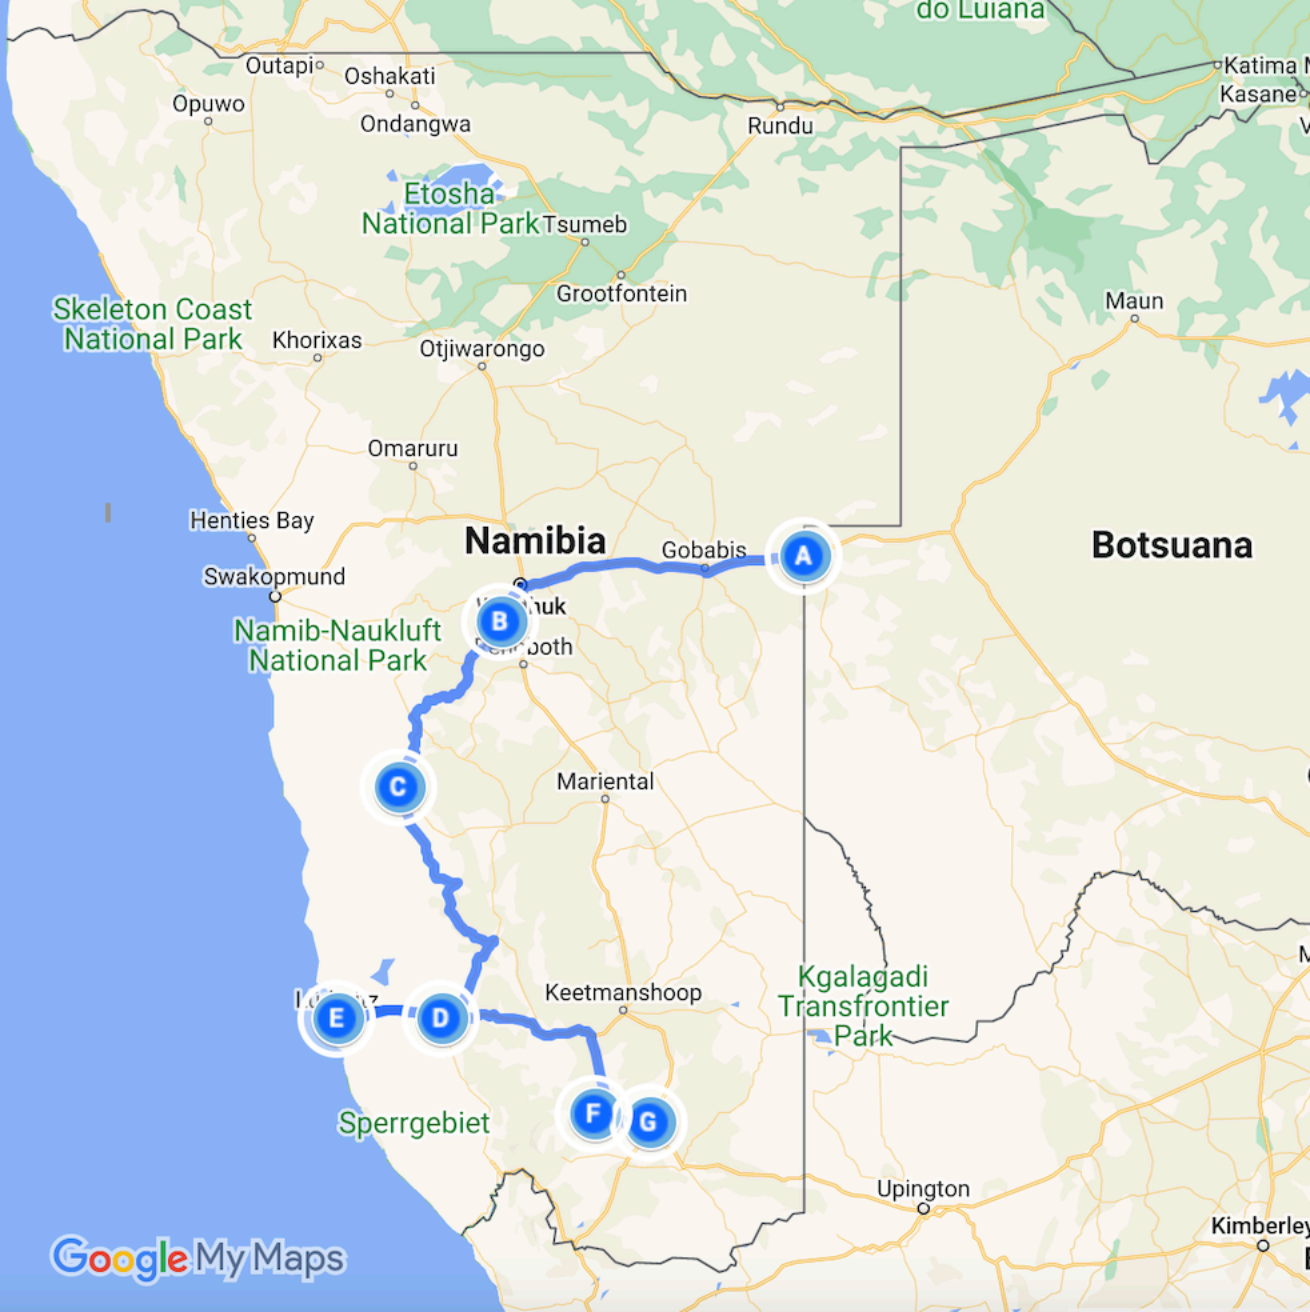 do Luiana
Outapi
Oshakati
Katima M
Kasane
Opuwo
Ondangwa
Rundu
V
Etosha
National Park
Tsumeb
Grootfontein
Maun
Skeleton Coast
National Park
Khorixas
Otjiwarongo
Omaruru
Henties Bay
Namibia
Gobabis
A
Botsuana
Swakopmund
huk
B
both
Namib-Naukluft
National Park
C
Mariental
M
Kgalagadi
Transfrontier
Park
Keetmanshoop
L
z
E
D
F
G
Sperrgebiet
Upington
Kimberley
Google My Maps